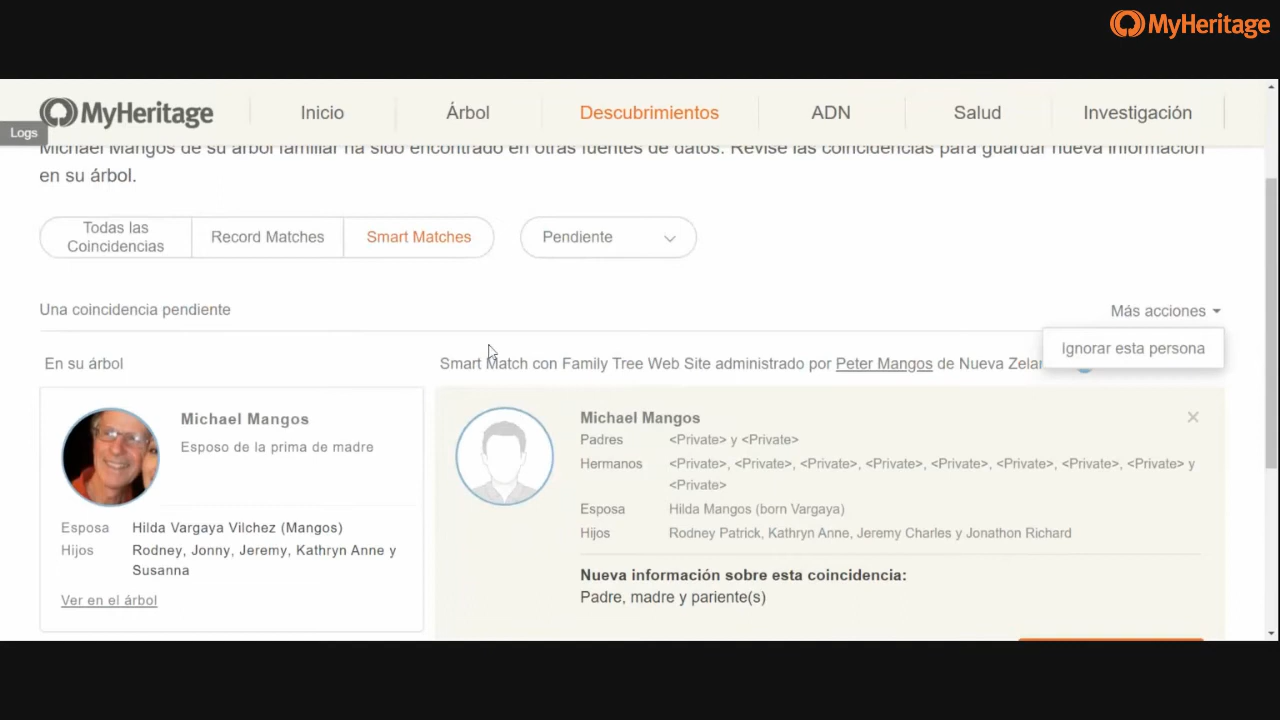 MyHeritage
MyHeritage
Inicio
Árbol
Descubrimientos
ADN
Salud
Investigación
Logs
Michael Mangos de su árbol familiar ha sido encontrado en otras fuentes de datos. Revise las coincidencias para guardar nueva información
en su árbol.
Todas las
Coincidencias
Record Matches
Smart Matches
Pendiente
Una coincidencia pendiente
Más acciones
Ignorar esta persona
En su árbol
Smart Match con Family Tree Web Site administrado por Peter Mangos de Nueva
Michael Mangos
Esposo de la prima de madre
Esposa Hilda Vargaya Vilchez (Mangos)
Hijos Rodney, Jonny, Jeremy, Kathryn Anne y
Susanna
Ver en el árbol
Michael Mangos
Padres <Private> y <Private>
Hermanos <Private>, <Private>, <Private>, <Private>, <Private>, <Private>, <Private>, <Private> y
<Private>
Esposa Hilda Mangos (born Vargaya)
Hijos Rodney Patrick, Kathryn Anne, Jeremy Charles y Jonathon Richard
Nueva información sobre esta coincidencia:
Padre, madre y pariente(s)